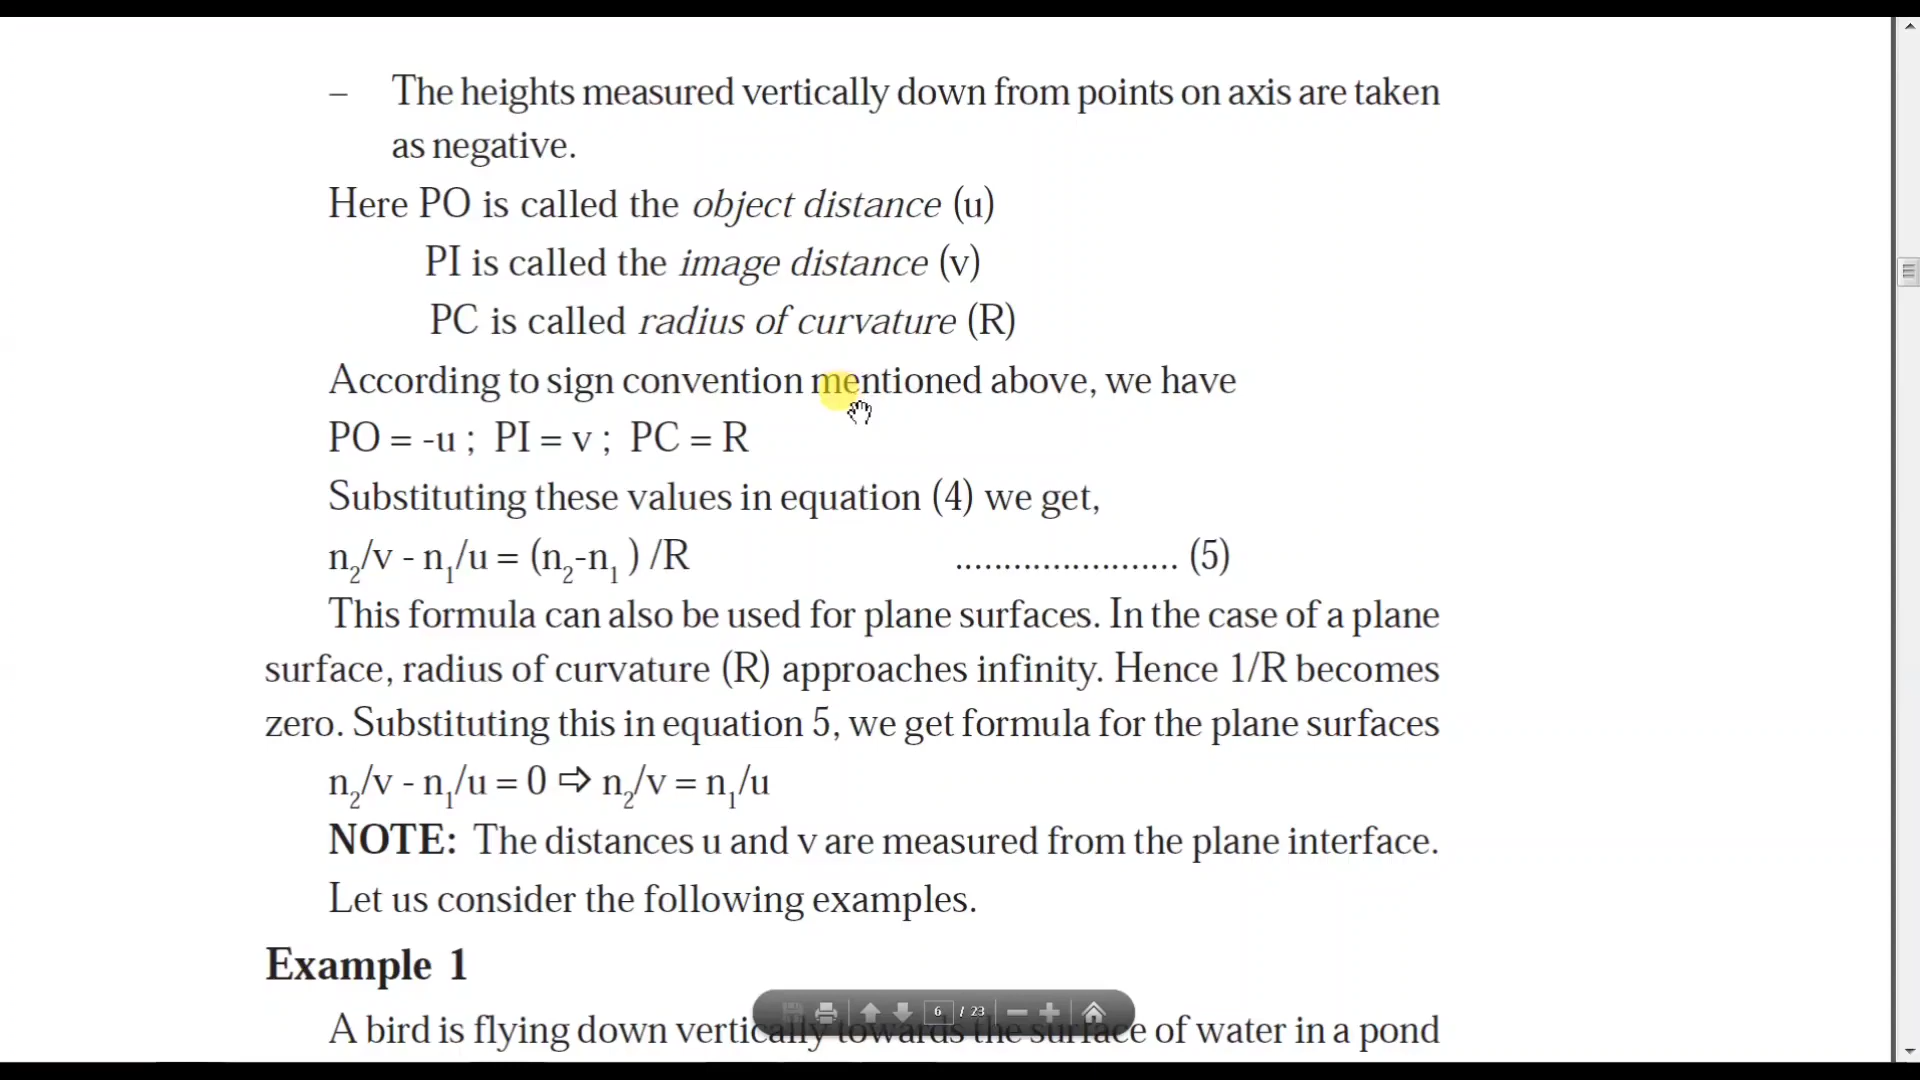 – The heights measured vertically down from points on axis are taken
as negative.
Here PO is called the object distance (u)
PI is called the image distance (v)
PC is called radius of curvature (R)
According to sign convention mentioned above, we have
PO = -u ; PI = v ; PC = R
Substituting these values in equation (4) we get,
n₂/v - n₁/u = (n₂-n₁ ) /R ....................... (5)
This formula can also be used for plane surfaces. In the case of a plane
surface, radius of curvature (R) approaches infinity. Hence 1/R becomes
zero. Substituting this in equation 5, we get formula for the plane surfaces
n₂/v - n₁/u = 0 ⇨ n₂/v = n₁/u
NOTE: The distances u and v are measured from the plane interface.
Let us consider the following examples.
Example 1
6 / 23
A bird is flying down vertically towards the surface of water in a pond